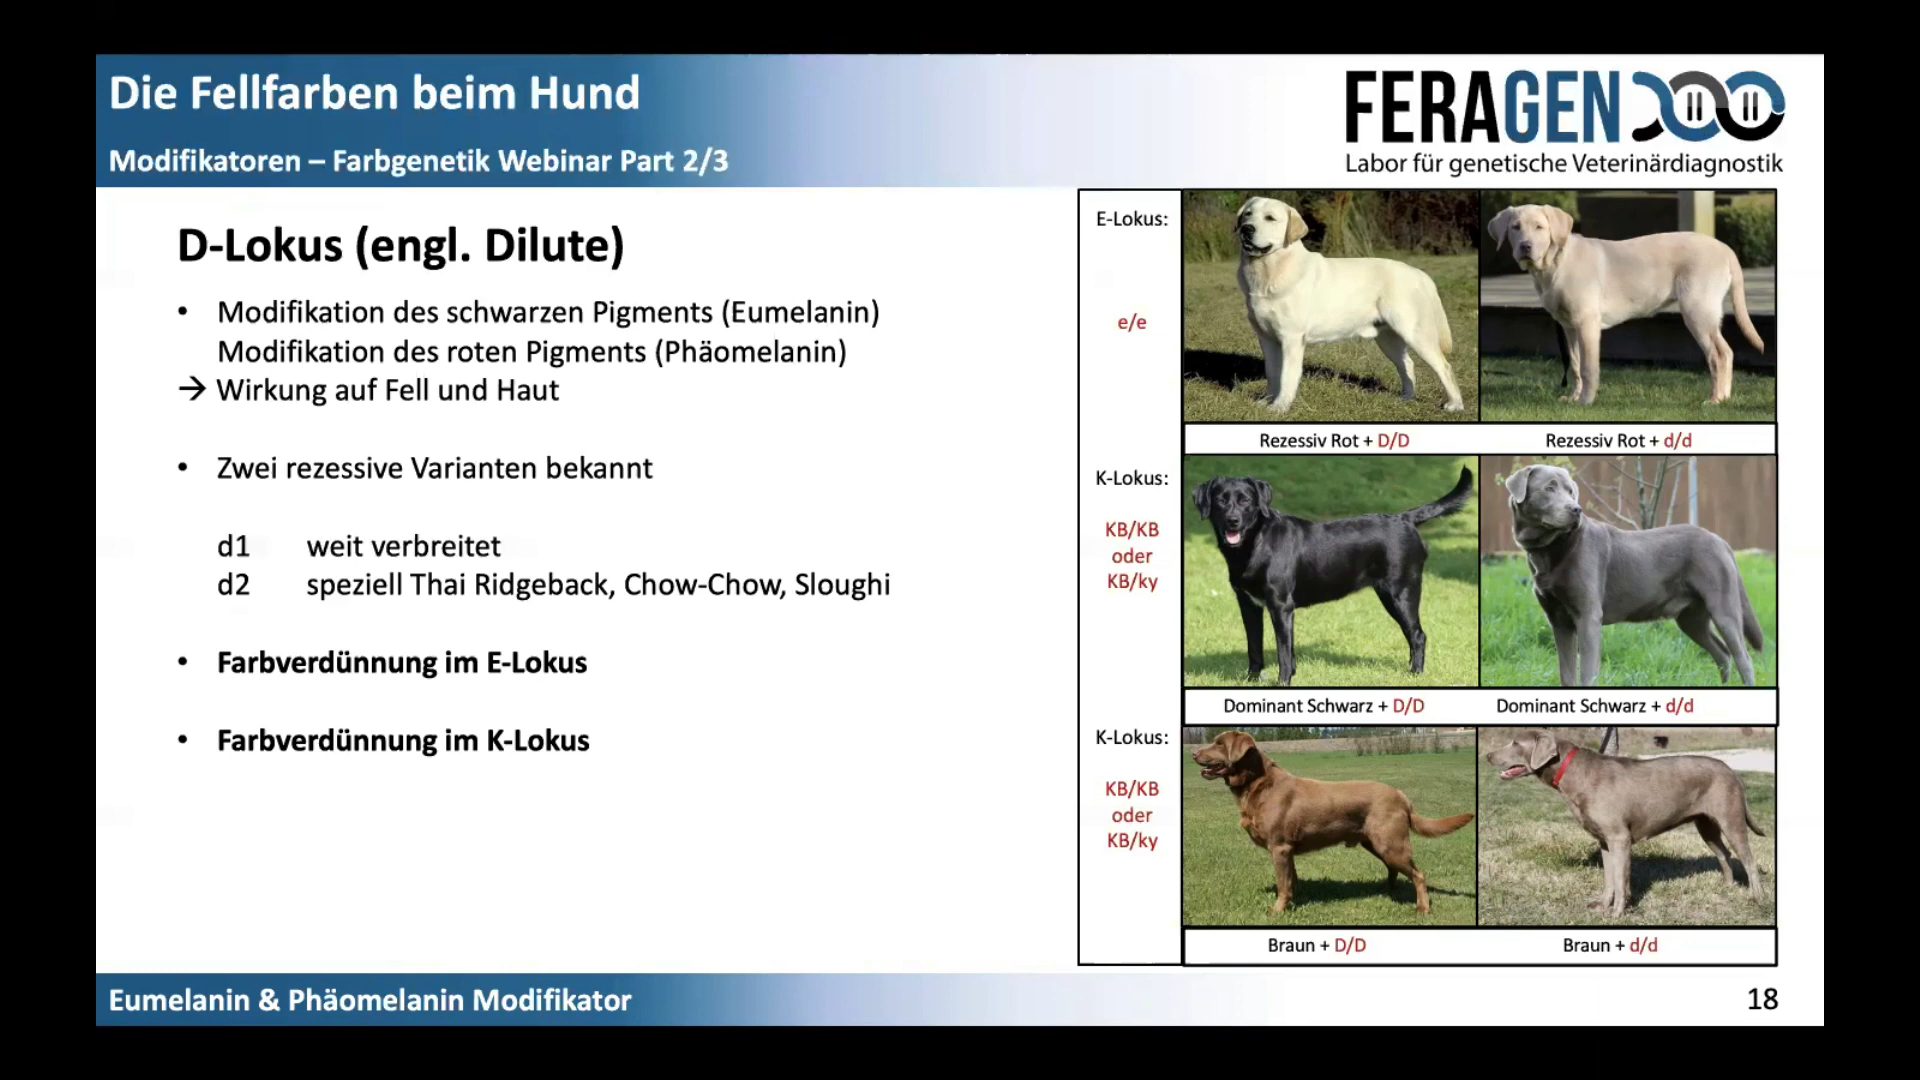 Die Fellfarben beim Hund
Modifikatoren – Farbgenetik Webinar Part 2/3
FERAGEN
Labor für genetische Veterinärdiagnostik
D-Lokus (engl. Dilute)
• Modifikation des schwarzen Pigments (Eumelanin)
Modifikation des roten Pigments (Phäomelanin)
→ Wirkung auf Fell und Haut
• Zwei rezessive Varianten bekannt
d1 weit verbreitet
d2 speziell Thai Ridgeback, Chow-Chow, Sloughi
• Farbverdünnung im E-Lokus
• Farbverdünnung im K-Lokus
E-Lokus:
e/e
Rezessiv Rot + D/D
Rezessiv Rot + d/d
K-Lokus:
KB/KB
oder
KB/ky
Dominant Schwarz + D/D
Dominant Schwarz + d/d
K-Lokus:
KB/KB
oder
KB/ky
Braun + D/D
Braun + d/d
Eumelanin & Phäomelanin Modifikator
18